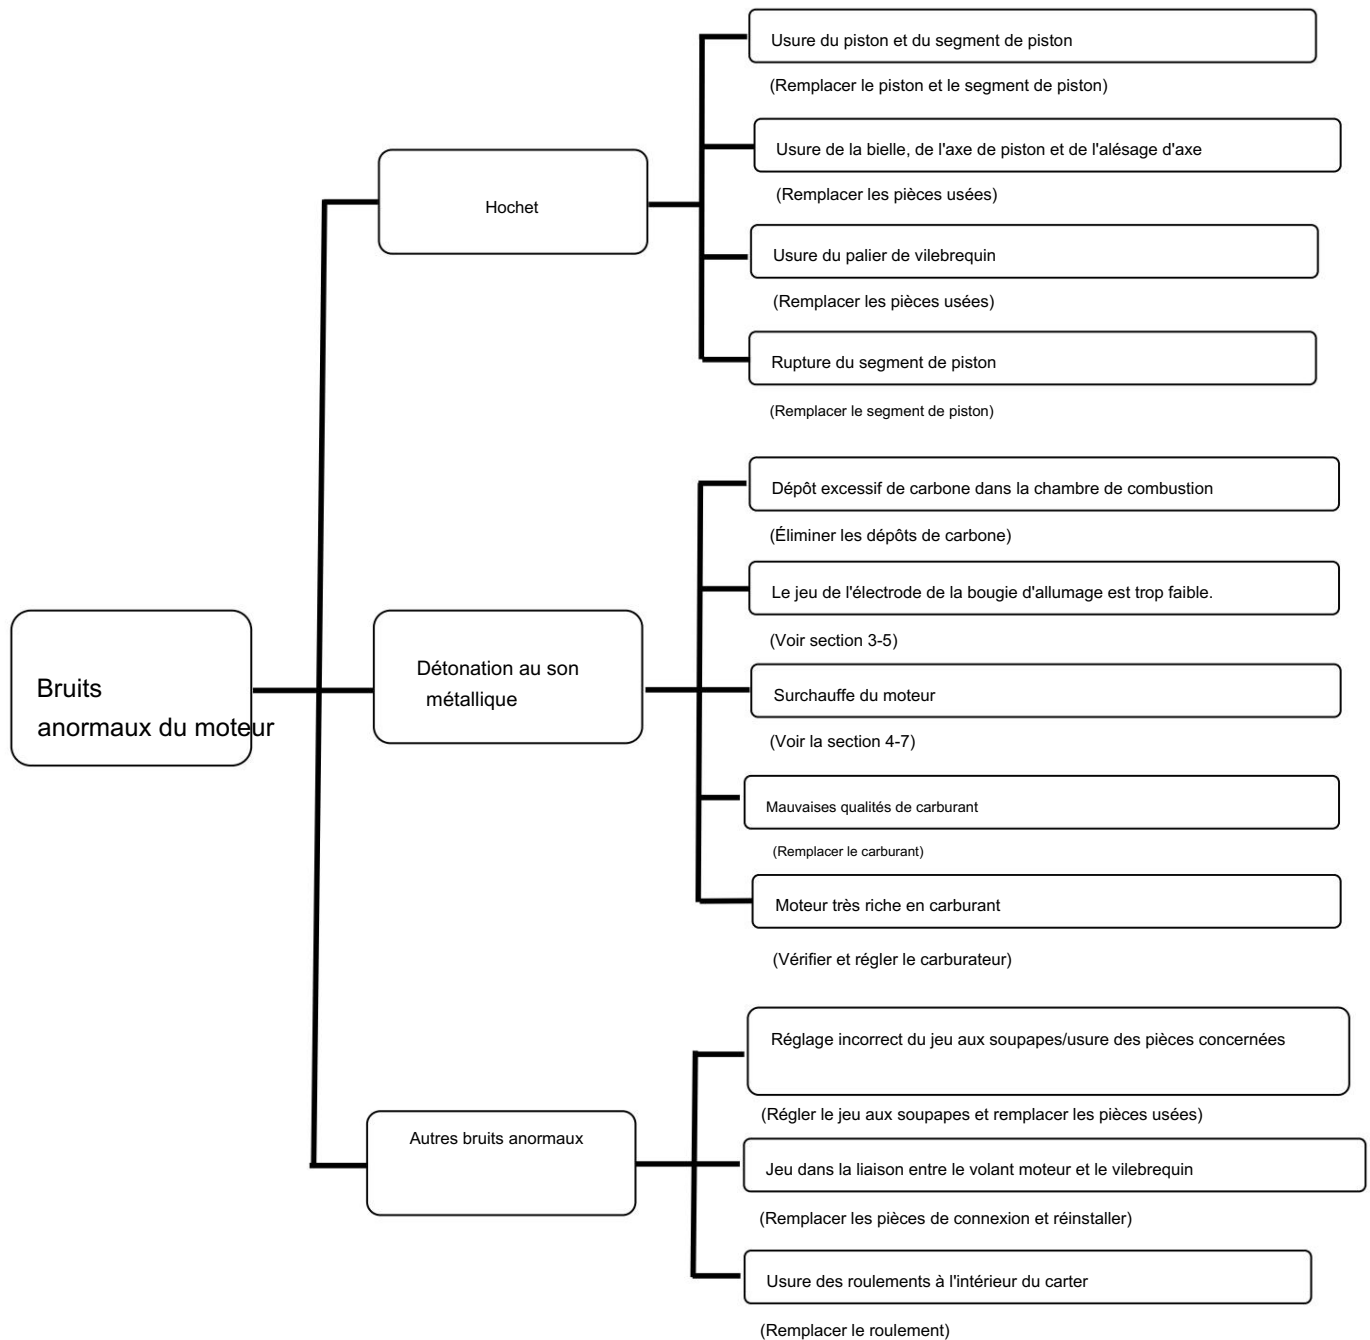 Usure du piston et du segment de piston
(Remplacer le piston et le segment de piston)
Usure de la bielle, de l'axe de piston et de l'alésage d'axe
(Remplacer les pièces usées)
Hochet
Usure du palier de vilebrequin
(Remplacer les pièces usées)
Rupture du segment de piston
(Remplacer le segment de piston)
Dépôt excessif de carbone dans la chambre de combustion
(Éliminer les dépôts de carbone)
Le jeu de l'électrode de la bougie d'allumage est trop faible.
(Voir section 3-5)
Bruits
anormaux du moteur
Détonation au son
métallique
Surchauffe du moteur
(Voir la section 4-7)
Mauvaises qualités de carburant
(Remplacer le carburant)
Moteur très riche en carburant
(Vérifier et régler le carburateur)
Réglage incorrect du jeu aux soupapes/usure des pièces concernées
(Régler le jeu aux soupapes et remplacer les pièces usées)
Autres bruits anormaux
Jeu dans la liaison entre le volant moteur et le vilebrequin
(Remplacer les pièces de connexion et réinstaller)
Usure des roulements à l'intérieur du carter
(Remplacer le roulement)